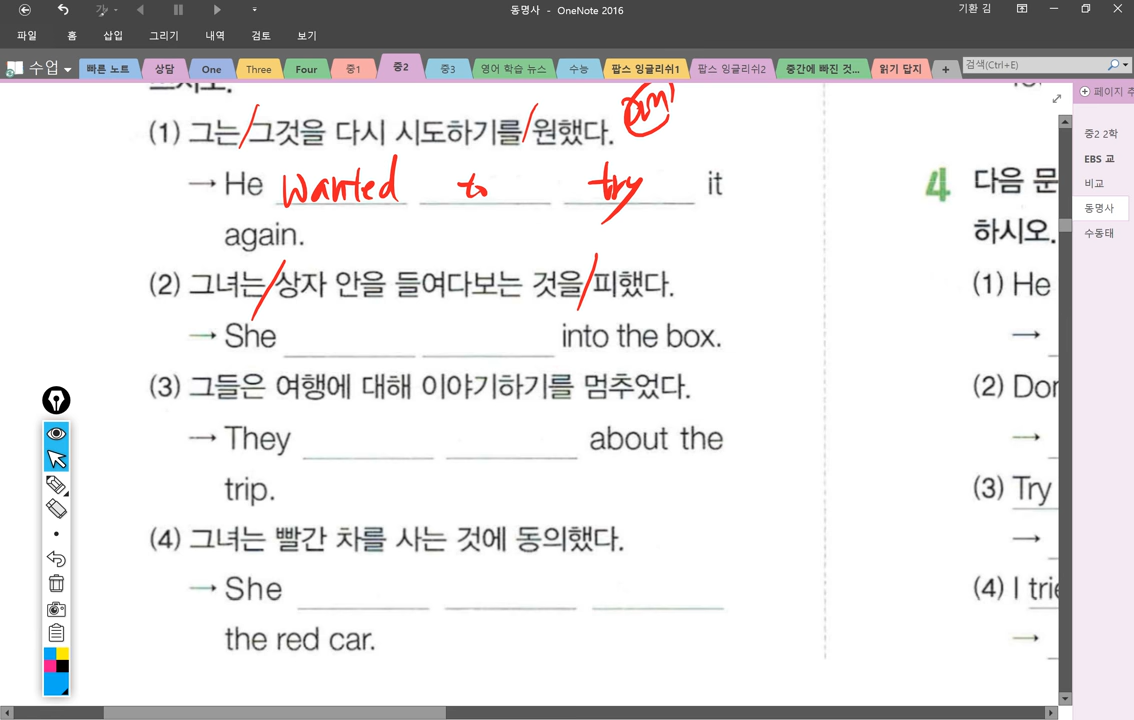 동명사 - OneNote 2016
기환 김
파일 홈 삽입 그리기 내역 검토 보기
수업 빠른 노트 상담 One Three Four 중1 중2 중3 영어 학습 뉴스 수능 팝스 잉글리쉬1 팝스 잉글리쉬2 중간에 빠진 것... 읽기 답지 + 검색(Ctrl+E)
페이지 추
(1) 그는 그것을 다시 시도하기를 원했다.
→ He wanted to try it
again.
(2) 그녀는 상자 안을 들여다보는 것을 피했다.
→ She into the box.
(3) 그들은 여행에 대해 이야기하기를 멈추었다.
→ They about the
trip.
(4) 그녀는 빨간 차를 사는 것에 동의했다.
→ She
the red car.
4 다음 문
하시오.
(1) He
→
(2) Don
→
(3) Try
→
(4) I trie
→
중2 2학
EBS 교
비교
동명사
수동태